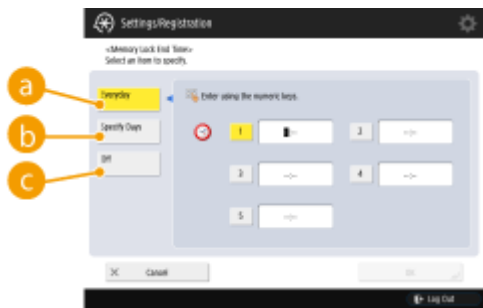 Settings/Registration
<Memory Lock End Time>
Select an item to specify.
a
Everyday
Enter using the numeric keys.
b
Specify Days
1
--:--
2
--:--
c
Off
3
--:--
4
--:--
5
--:--
Cancel
OK
Log Out